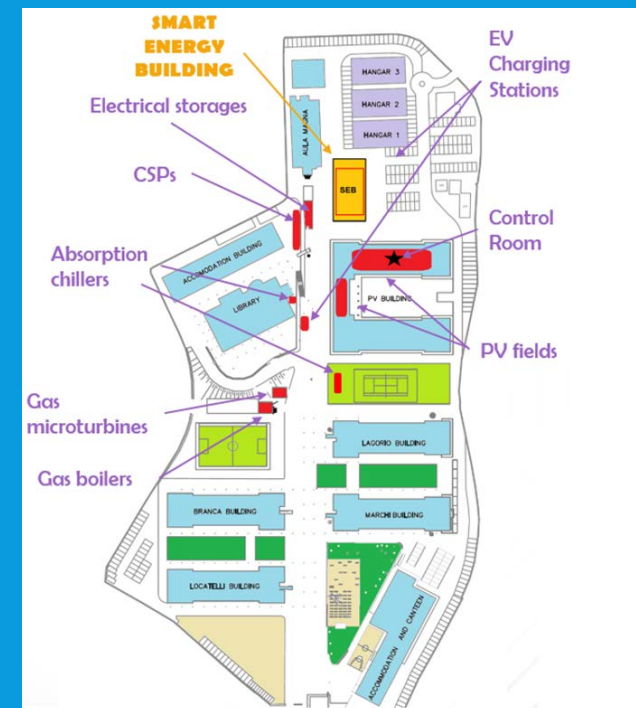 SMART
ENERGY
BUILDING
EV
Charging
Stations
HANGAR 3
Electrical storages
HANGAR 2
AULA MAGNA
HANGAR 1
CSPs
SEB
Control
Room
Absorption
chillers
ACCOMODATION BUILDING
LIBRARY
PV BUILDING
PV fields
Gas
microturbines
LAGORIO BUILDING
Gas boilers
BRANCA BUILDING
MARCHI BUILDING
LOCATELLI BUILDING
ACCOMMODATION AND CANTEEN